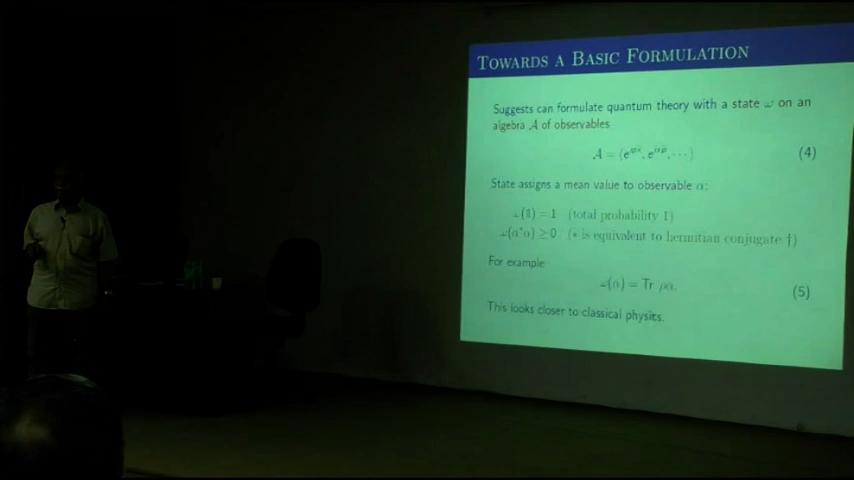 TOWARDS A BASIC FORMULATION
Suggests can formulate quantum theory with a state ω on an
algebra 𝒜 of observables
𝒜 = ⟨e^{ipx}, e^{iαp}, ⋯⟩ (4)
State assigns a mean value to observable α:
ω(𝟙) = 1 (total probability 1)
ω(α*α) ≥ 0 (* is equivalent to hermitian conjugate †)
For example
ω(α) = Tr ρα. (5)
This looks closer to classical physics.